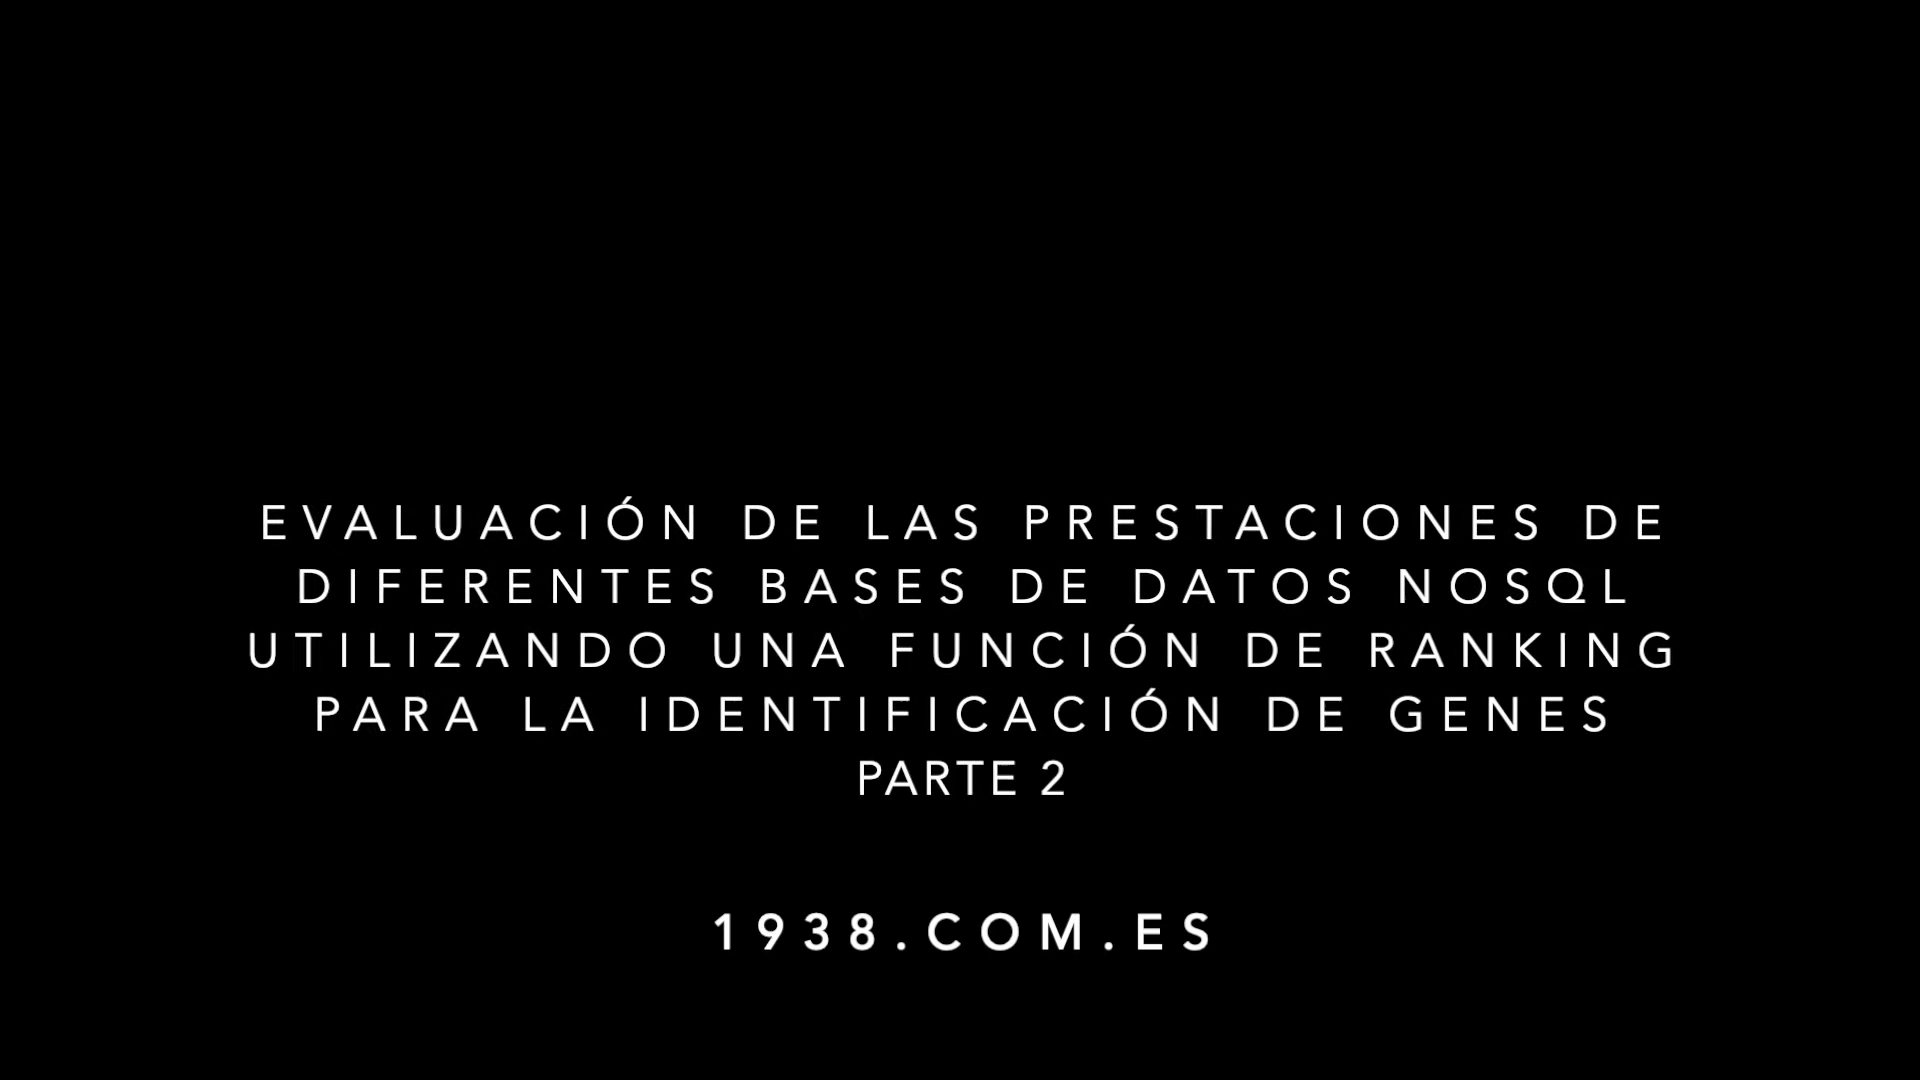 EVALUACIÓN DE LAS PRESTACIONES DE
DIFERENTES BASES DE DATOS NOSQL
UTILIZANDO UNA FUNCIÓN DE RANKING
PARA LA IDENTIFICACIÓN DE GENES
PARTE 2
1938.COM.ES